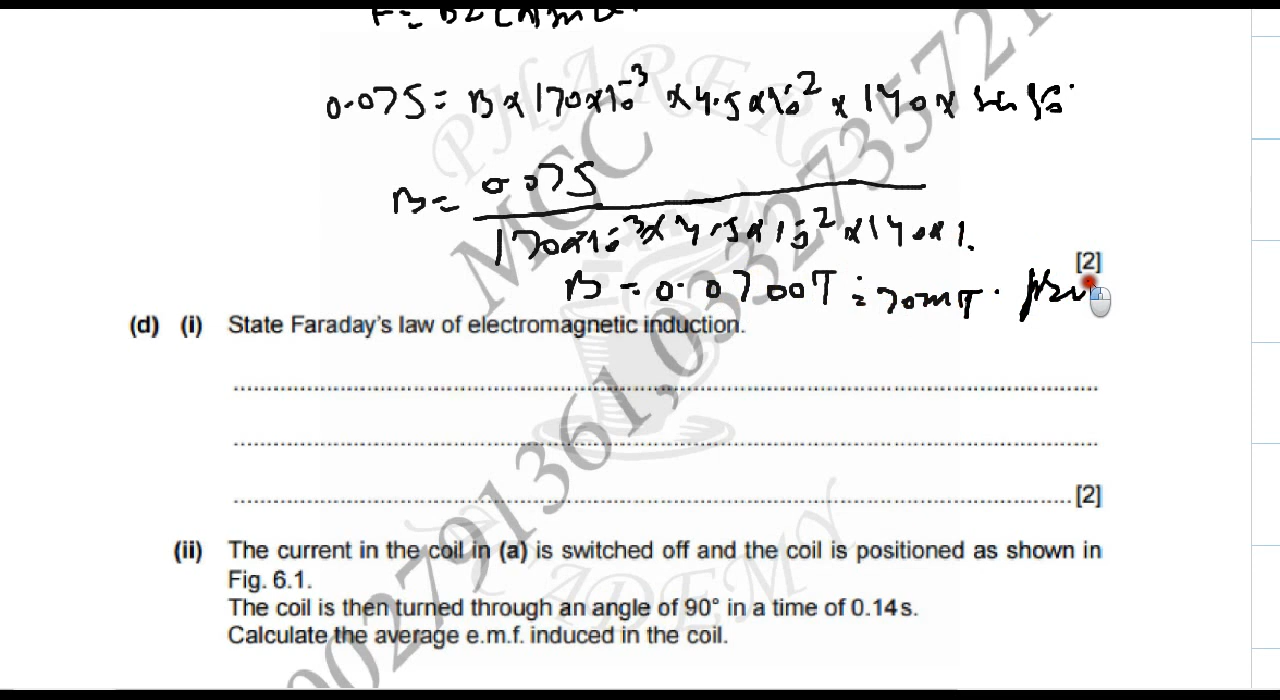 0.075 = B x 170x10^-3 x 4.5x10^-2 x 140 x
B = 0.075
170x10^-3 x 4.5x10^-2 x 140 x 1.
[2]
B = 0.0700T = 70mT.
(d) (i) State Faraday's law of electromagnetic induction.
[2]
(ii) The current in the coil in (a) is switched off and the coil is positioned as shown in
Fig. 6.1.
The coil is then turned through an angle of 90° in a time of 0.14 s.
Calculate the average e.m.f. induced in the coil.
MCC